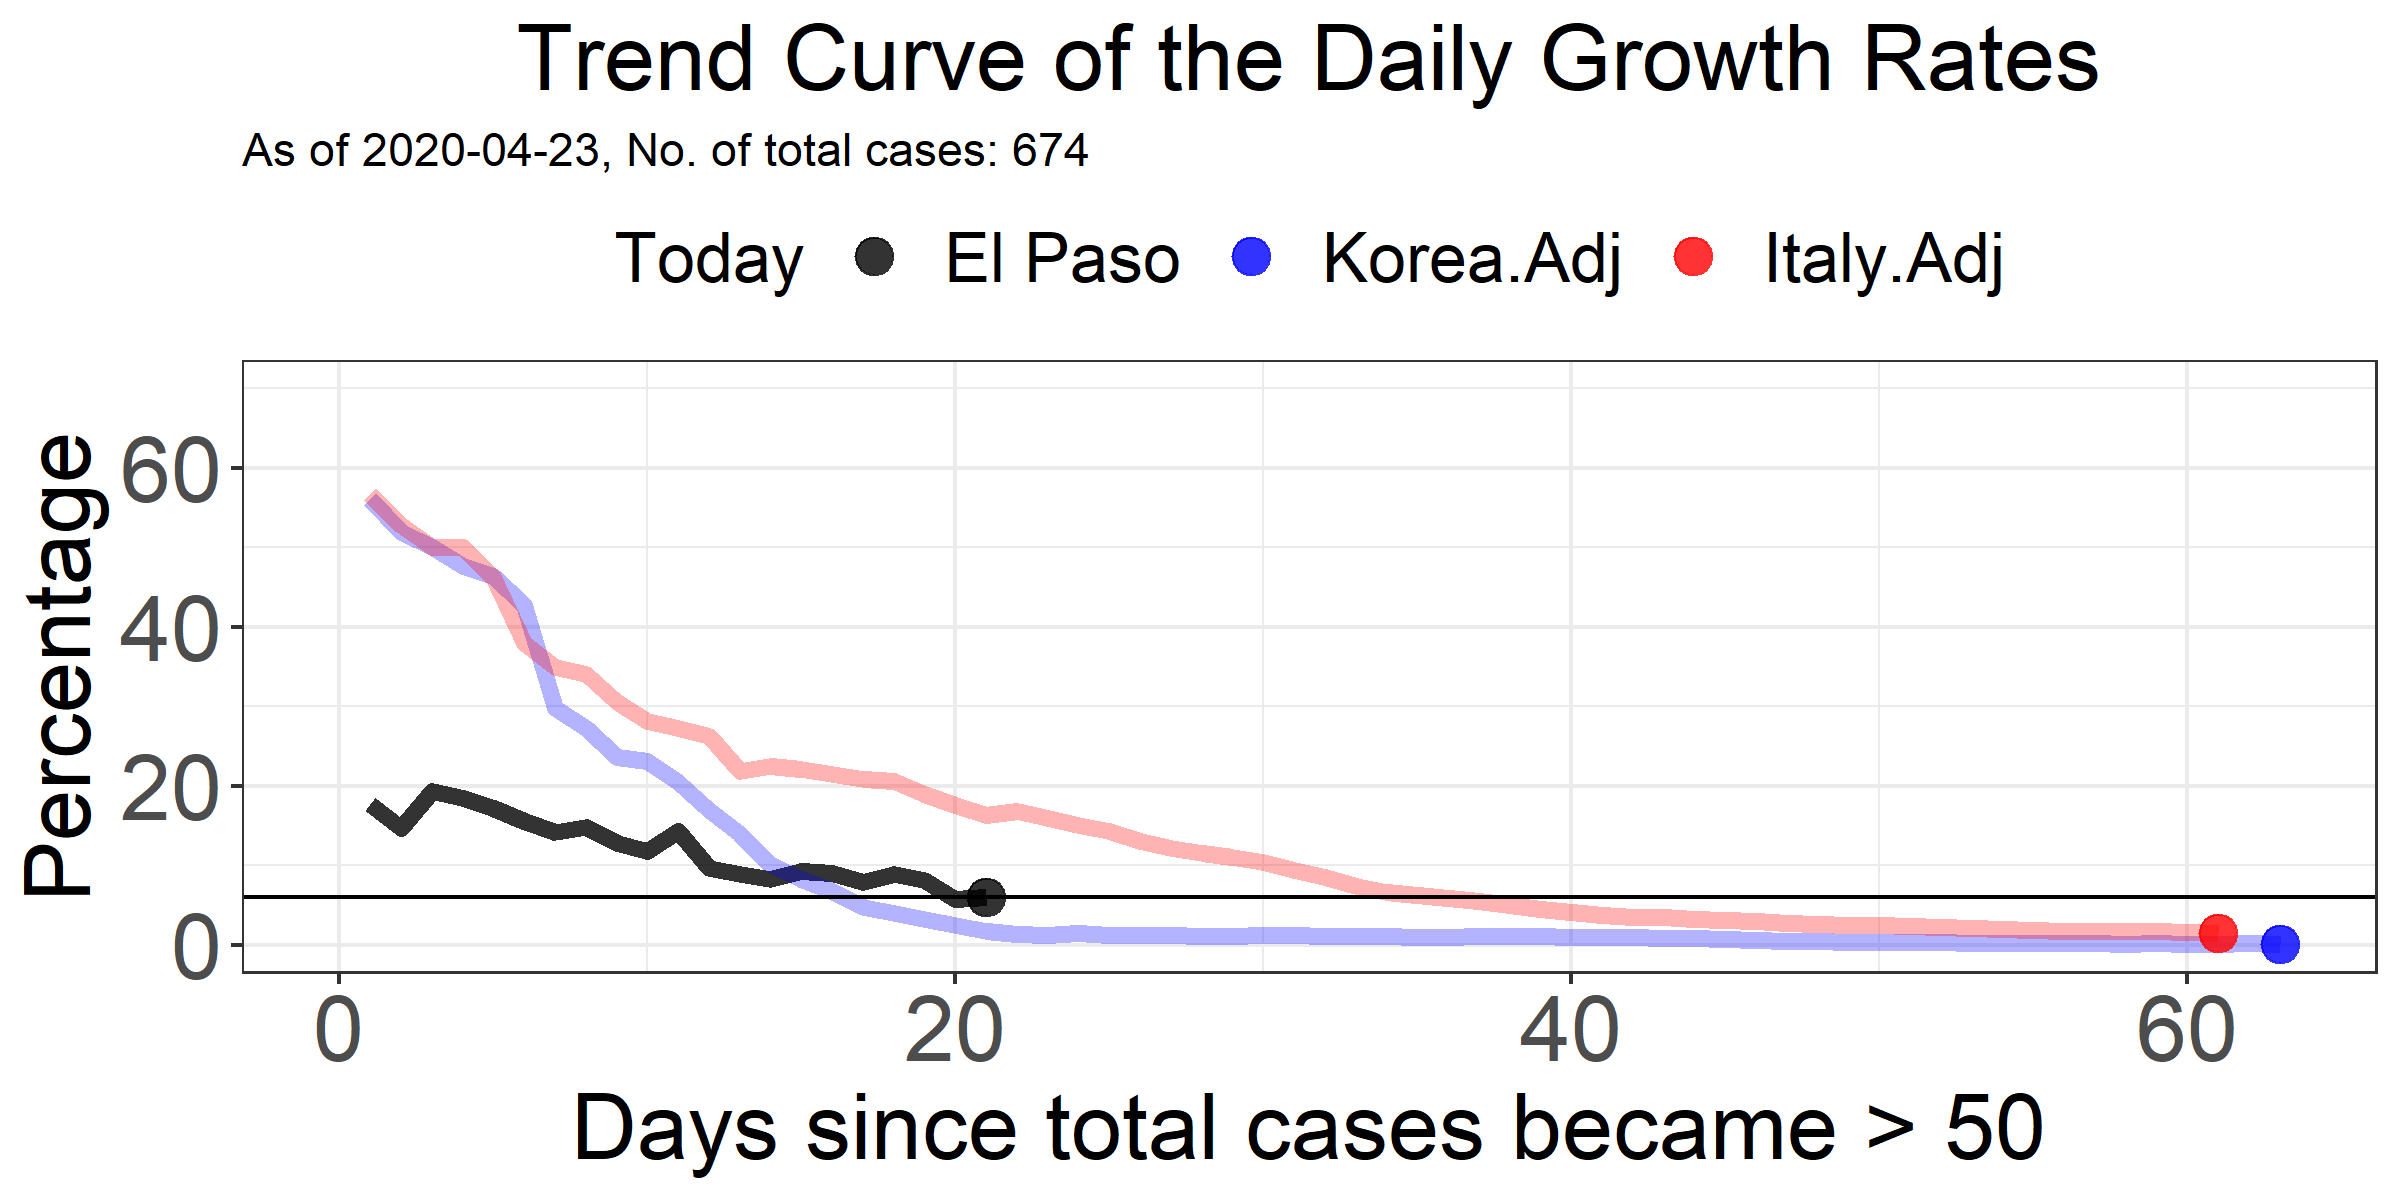 Trend Curve of the Daily Growth Rates
As of 2020-04-23, No. of total cases: 674
Today El Paso Korea.Adj Italy.Adj
Percentage
60
40
20
0
0 20 40 60
Days since total cases became > 50